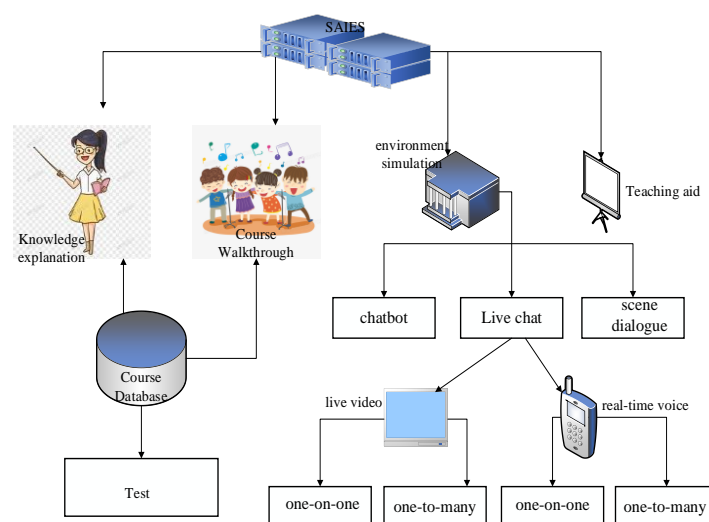 SAIES
environment
simulation
Teaching aid
Knowledge
explanation
Course
Walkthrough
chatbot
Live chat
scene
dialogue
Course
Database
live video
real-time voice
Test
one-on-one
one-to-many
one-on-one
one-to-many